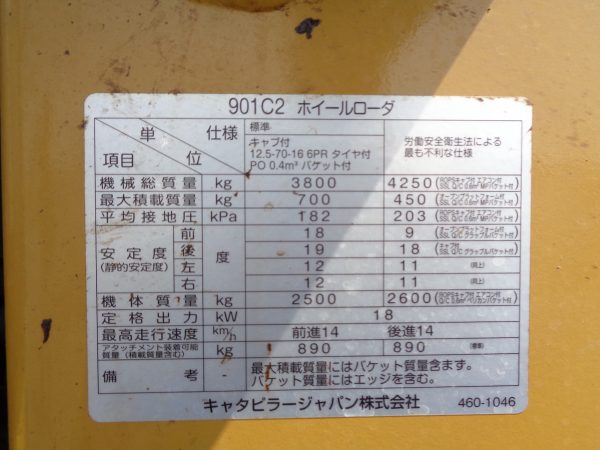 901C2 ホイールローダ
単 仕様 標準
キャブ付
12.5-70-16 6PR タイヤ付
PO 0.4m³ バケット付
労働安全衛生法による
最も不利な仕様
項目 位
機械総質量 kg 3800 4250
最大積載質量 kg 700 450
平均接地圧 kPa 182 203
安定度 (静的安定度) 度
前 18 9
後 19 18
左 12 11 (同上)
右 12 11 (同上)
機体質量 kg 2500 2600
定格出力 kW 18
最高走行速度 km/h 前進14 後進14
アタッチメント装着可能
質量(積載質量含む) kg 890 890 (標準)
備考 最大積載質量にはバケット質量含まず。
バケット質量にはエッジを含む。
キャタピラージャパン株式会社 460-1046